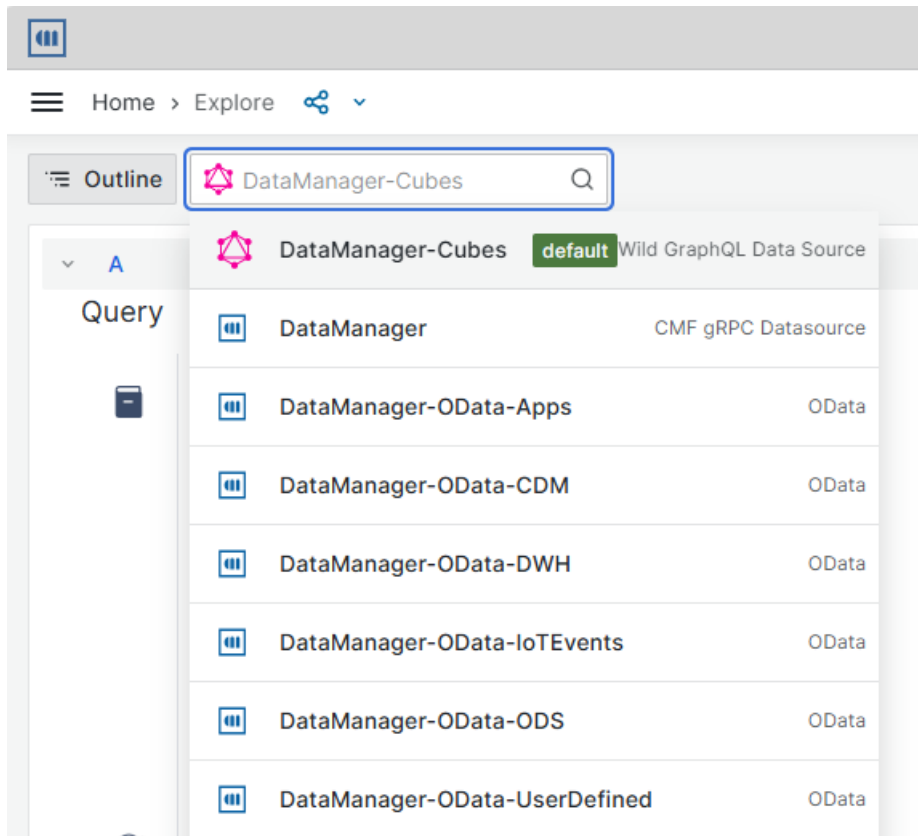 Home › Explore
Outline DataManager-Cubes
A
Query
DataManager-Cubes default Wild GraphQL Data Source
DataManager CMF gRPC Datasource
DataManager-OData-Apps OData
DataManager-OData-CDM OData
DataManager-OData-DWH OData
DataManager-OData-IoTEvents OData
DataManager-OData-ODS OData
DataManager-OData-UserDefined OData